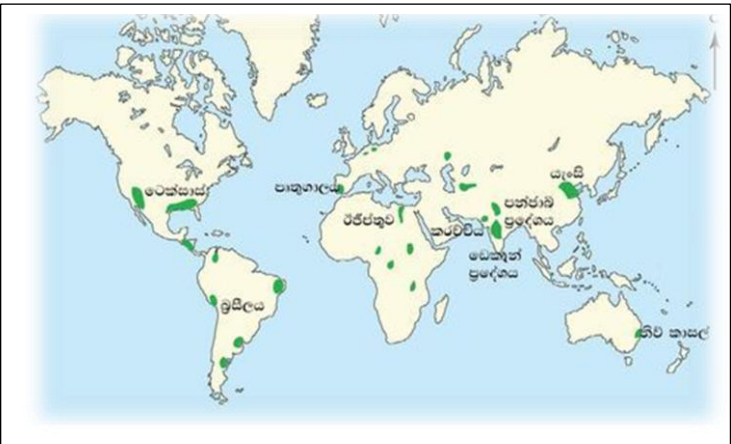 යැංසි
ටෙක්සාස්
පෘතුගාලය
පන්ජාබ්
ප්‍රදේශය
ඊජිප්තුව
කරච්චිය
ඩෙකෑන්
ප්‍රදේශය
බ්‍රසීලය
නිව් කාසල්